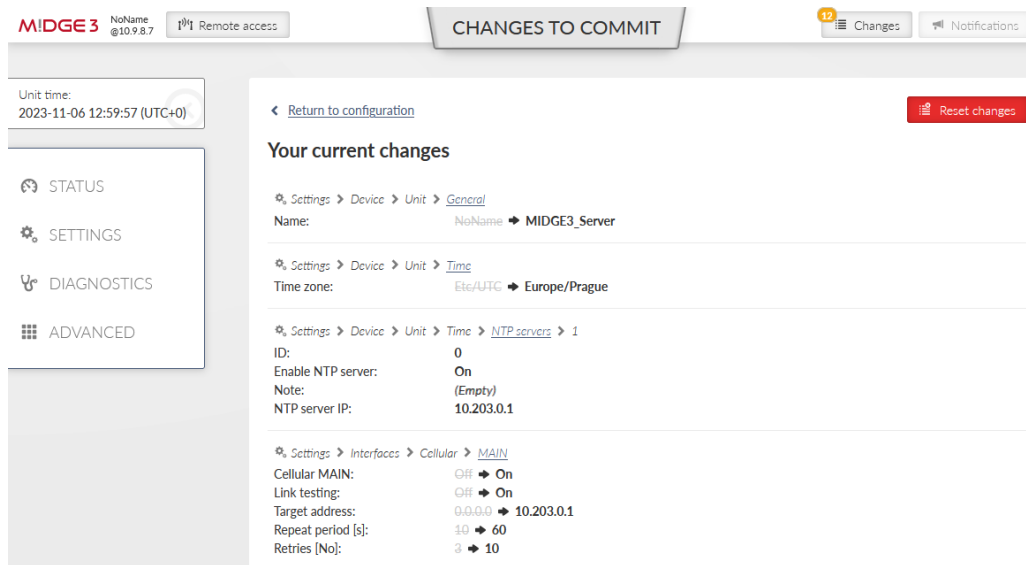 M!DGE3 NoName @10.9.8.7 Remote access CHANGES TO COMMIT 12 Changes Notifications
Unit time:
2023-11-06 12:59:57 (UTC+0)
STATUS
SETTINGS
DIAGNOSTICS
ADVANCED
Return to configuration Reset changes
Your current changes
Settings > Device > Unit > General
Name: NoName → MIDGE3_Server
Settings > Device > Unit > Time
Time zone: Etc/UTC → Europe/Prague
Settings > Device > Unit > Time > NTP servers > 1
ID: 0
Enable NTP server: On
Note: (Empty)
NTP server IP: 10.203.0.1
Settings > Interfaces > Cellular > MAIN
Cellular MAIN: Off → On
Link testing: Off → On
Target address: 0.0.0.0 → 10.203.0.1
Repeat period [s]: 10 → 60
Retries [No]: 3 → 10